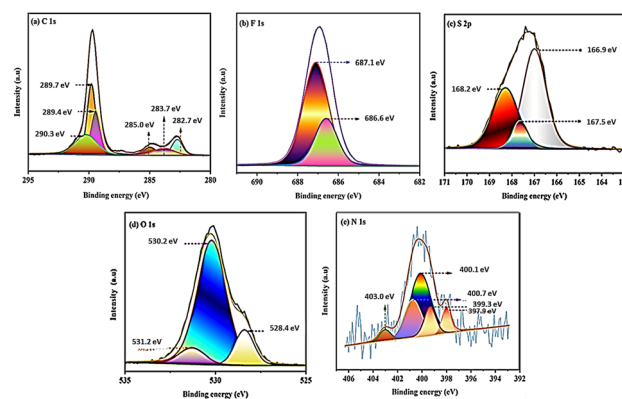 (a) C 1s
Intensity (a.u)
289.7 eV
289.4 eV
290.3 eV
285.0 eV
283.7 eV
282.7 eV
295
290
285
280
Binding energy (eV)
(b) F 1s
Intensity (a.u)
687.1 eV
686.6 eV
690
688
686
684
682
Binding energy (eV)
(c) S 2p
Intensity (a.u)
166.9 eV
168.2 eV
167.5 eV
171
170
169
168
167
166
165
164
Binding energy (eV)
(d) O 1s
Intensity (a.u)
530.2 eV
528.4 eV
531.2 eV
535
530
525
Binding energy (eV)
(e) N 1s
Intensity (a.u)
400.1 eV
400.7 eV
399.3 eV
397.9 eV
403.0 eV
406
404
402
400
398
396
394
392
Binding energy (eV)